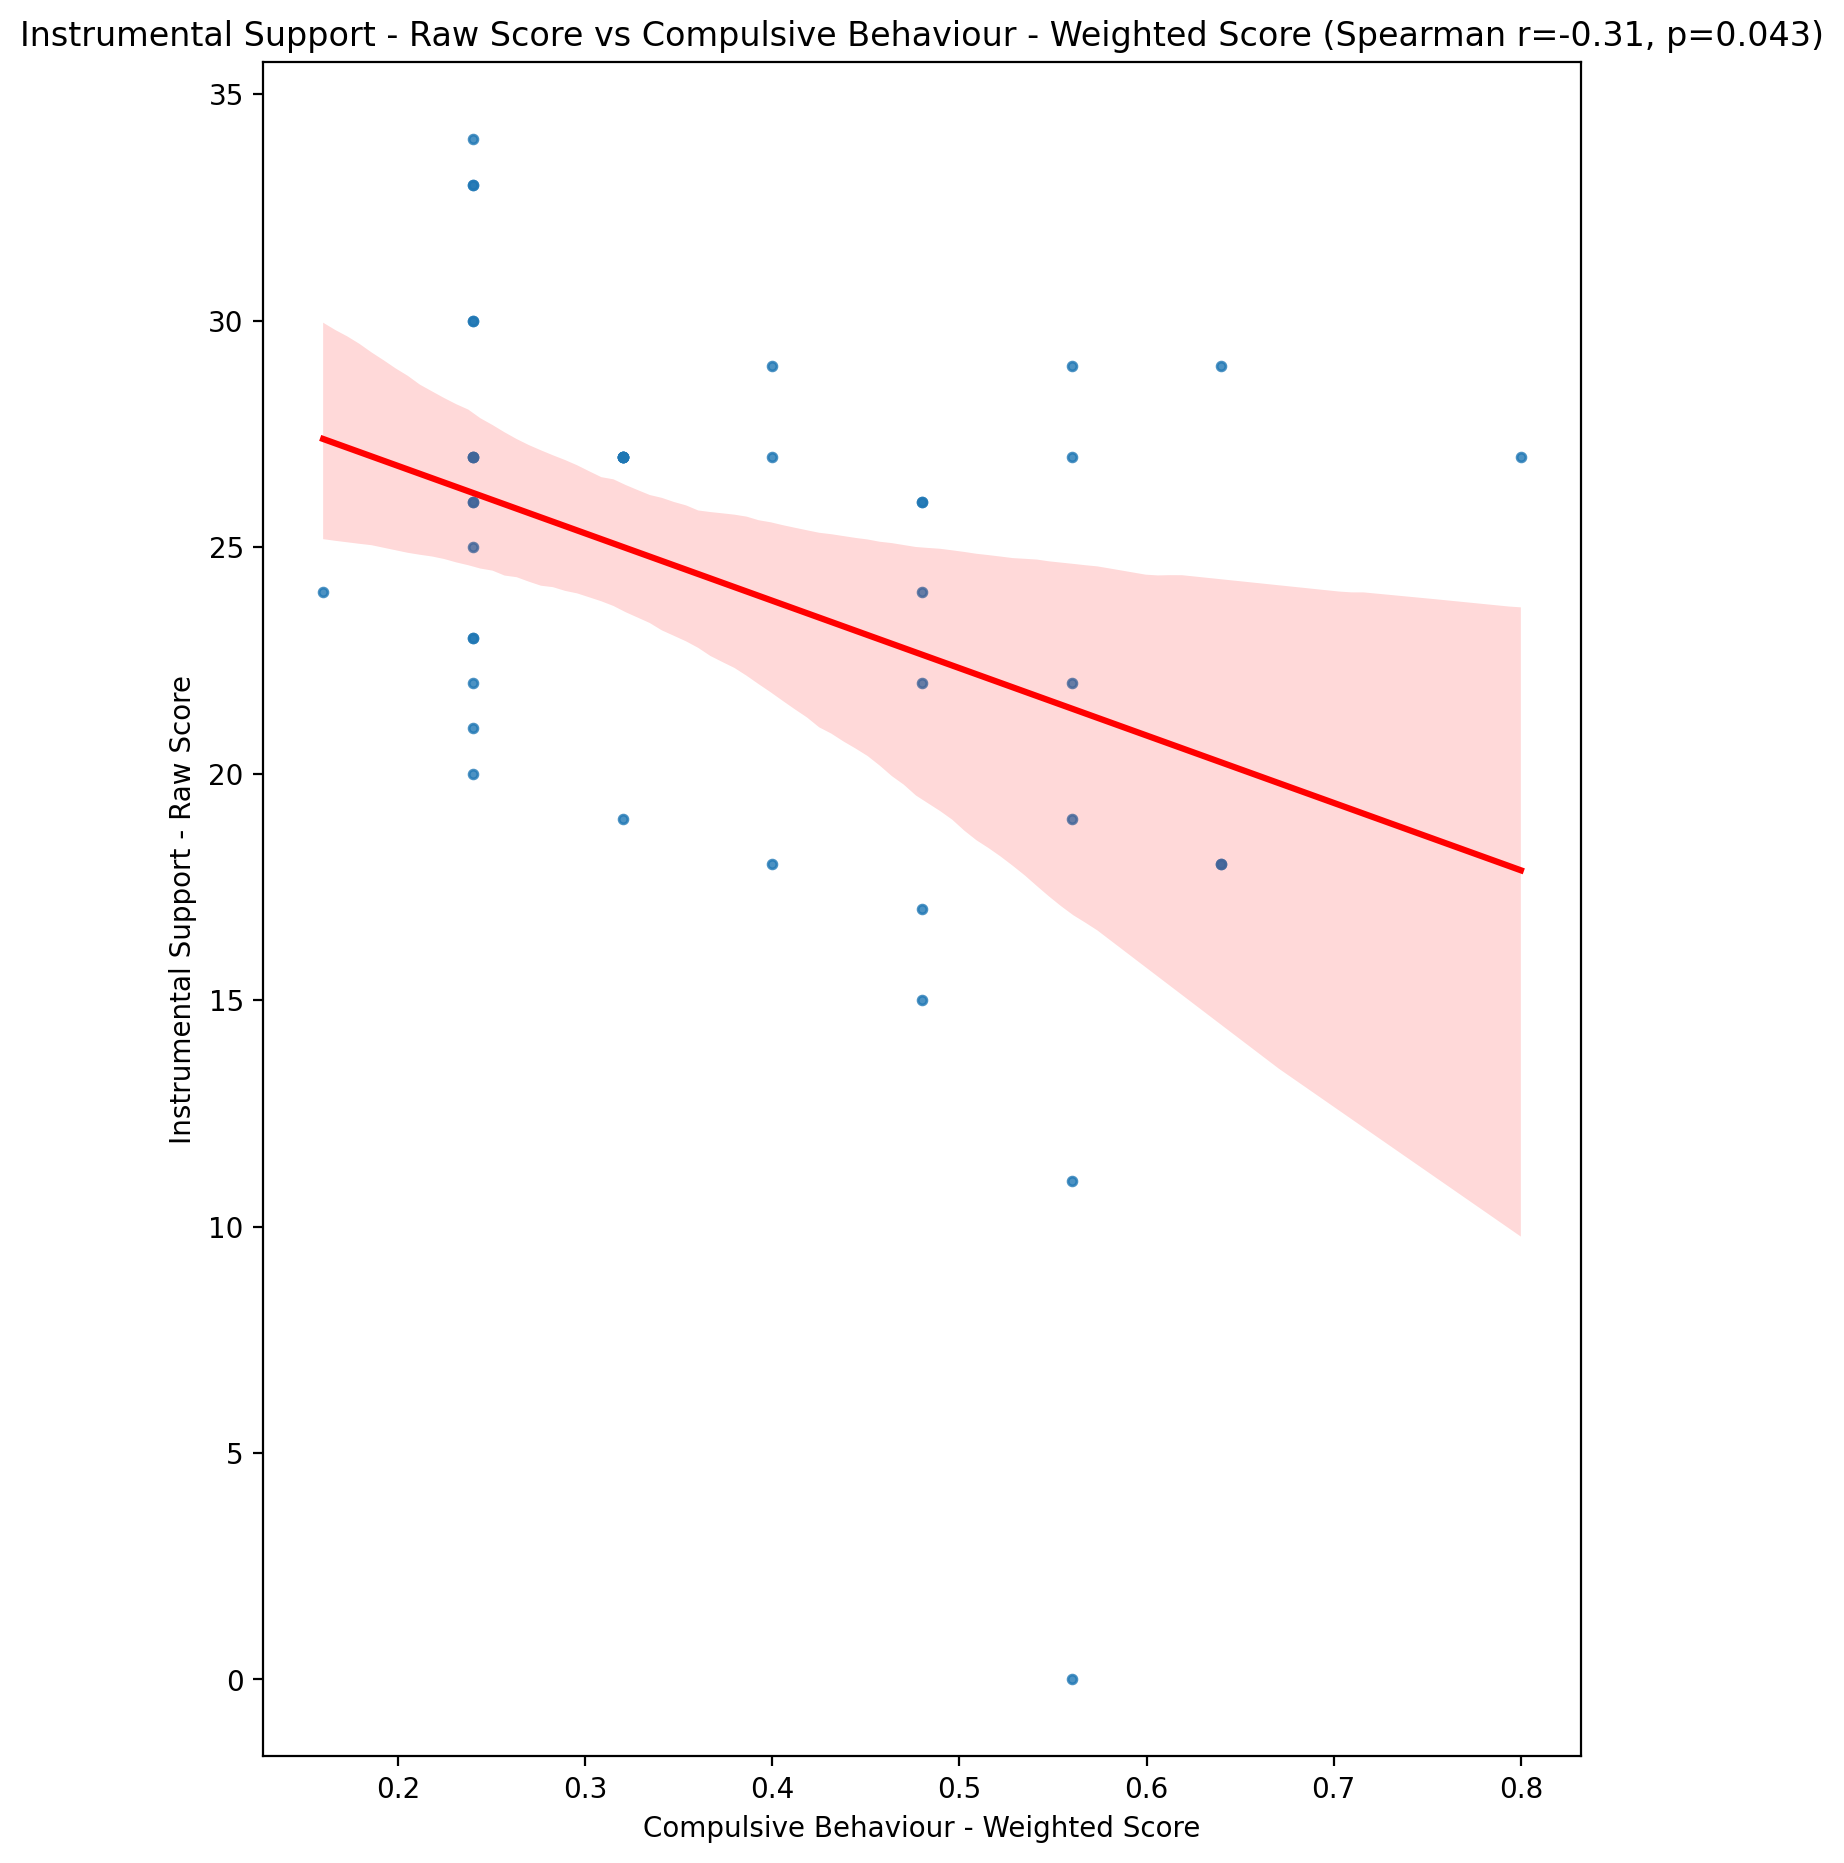 Instrumental Support - Raw Score vs Compulsive Behaviour - Weighted Score (Spearman r=-0.31, p=0.043)
35
30
25
20
15
10
5
0
Instrumental Support - Raw Score
0.2 0.3 0.4 0.5 0.6 0.7 0.8
Compulsive Behaviour - Weighted Score